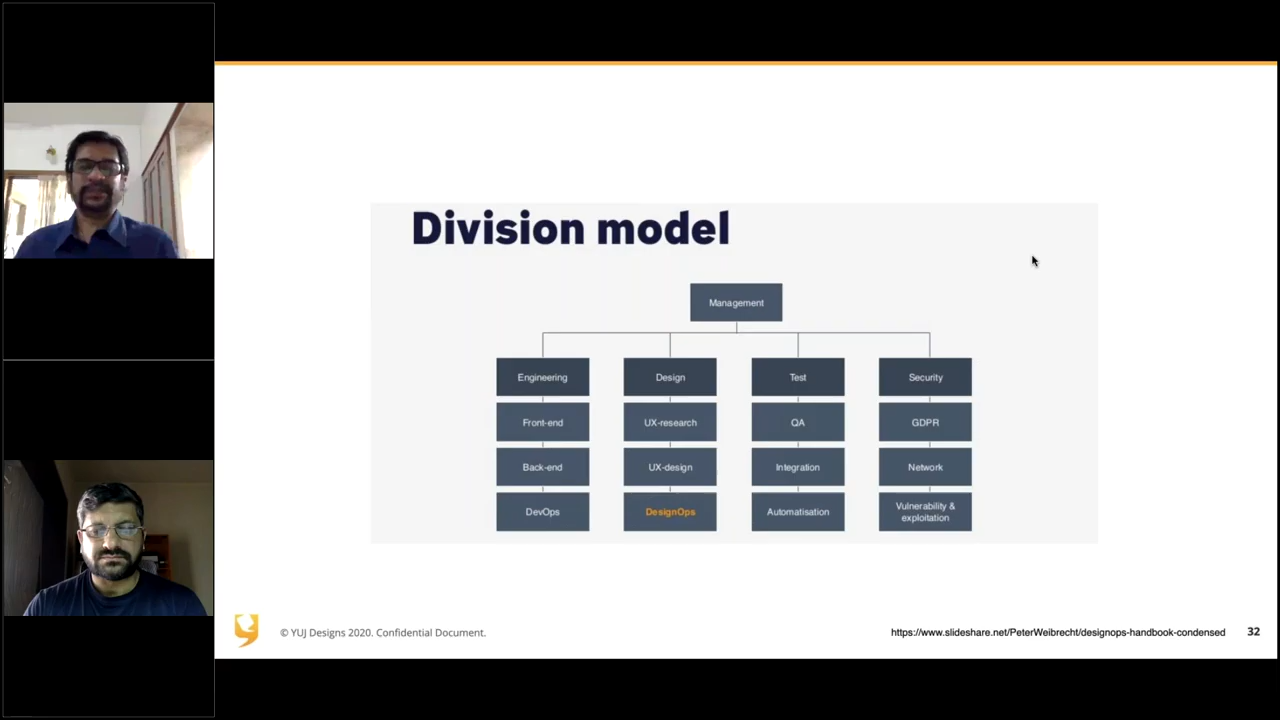 Division model
Management
Engineering
Design
Test
Security
Front-end
UX-research
QA
GDPR
Back-end
UX-design
Integration
Network
DevOps
DesignOps
Automatisation
Vulnerability &
exploitation
© YUJ Designs 2020. Confidential Document.
https://www.slideshare.net/PeterWeibrecht/designops-handbook-condensed
32